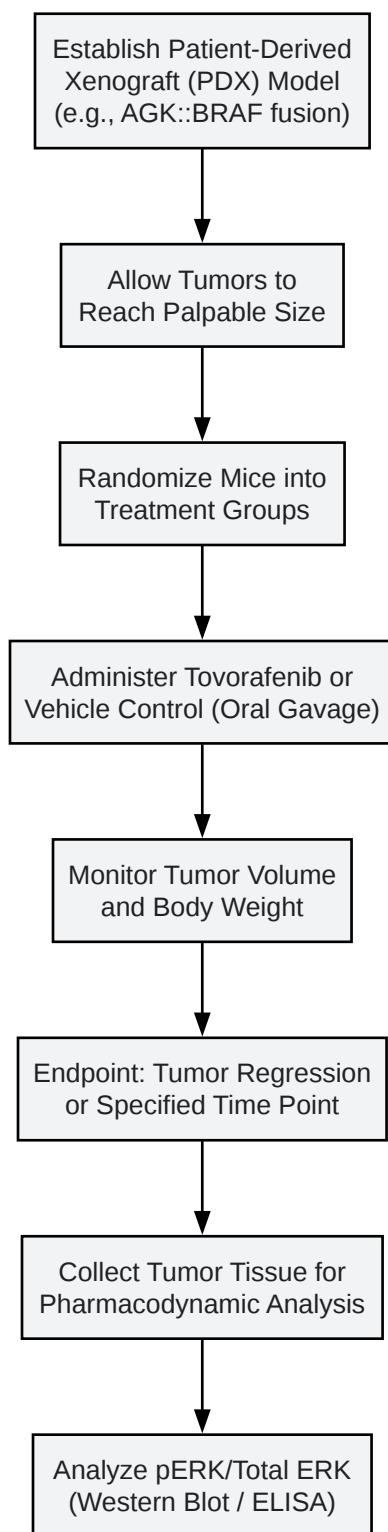 Establish Patient-Derived
Xenograft (PDX) Model
(e.g., AGK::BRAF fusion)
Allow Tumors to
Reach Palpable Size
Randomize Mice into
Treatment Groups
Administer Tovorafenib or
Vehicle Control (Oral Gavage)
Monitor Tumor Volume
and Body Weight
Endpoint: Tumor Regression
or Specified Time Point
Collect Tumor Tissue for
Pharmacodynamic Analysis
Analyze pERK/Total ERK
(Western Blot / ELISA)